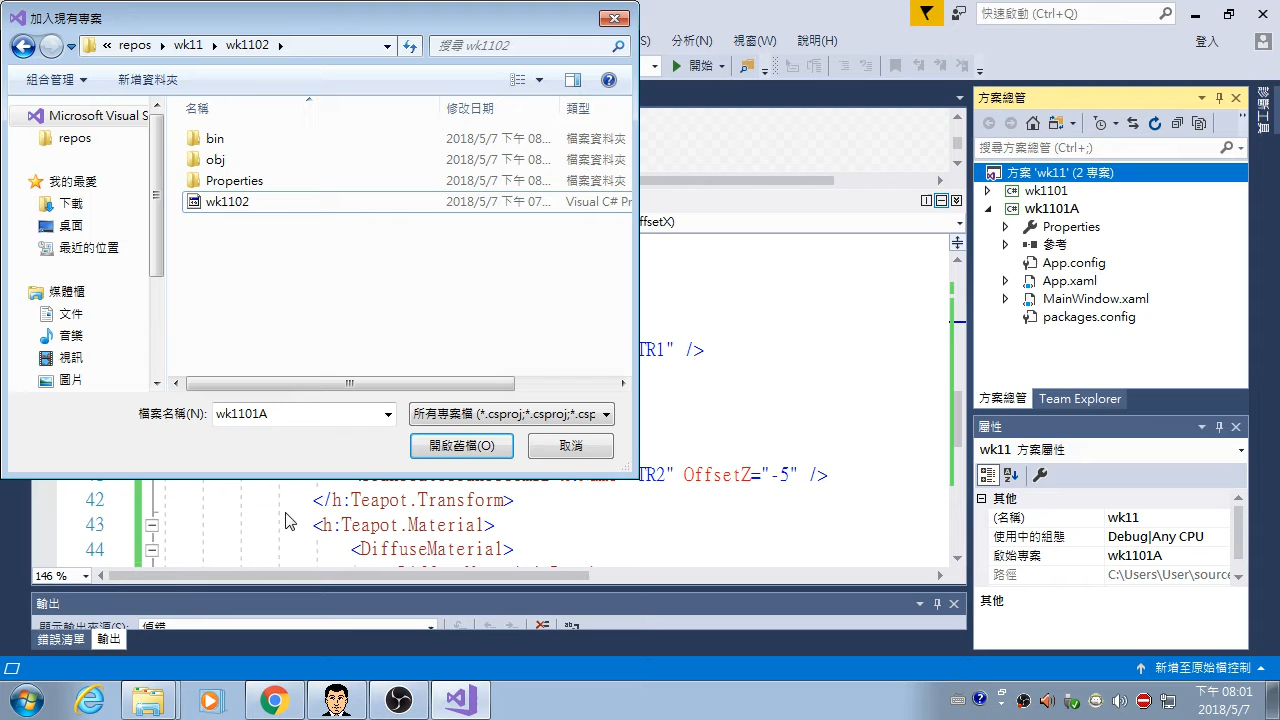 加入現有專案
« repos › wk11 › wk1102 ›
搜尋 wk1102
組合管理 新增資料夾
名稱 修改日期 類型
Microsoft Visual S
repos
我的最愛
下載
桌面
最近的位置
媒體櫃
文件
音樂
視訊
圖片
bin 2018/5/7 下午 08... 檔案資料夾
obj 2018/5/7 下午 08... 檔案資料夾
Properties 2018/5/7 下午 08... 檔案資料夾
wk1102 2018/5/7 下午 07... Visual C# Pr
檔案名稱(N): wk1101A 所有專案檔 (*.csproj;*.csproj;*.csp
開啟舊檔(O) 取消
快速啟動 (Ctrl+Q)
(S) 分析(N) 視窗(W) 說明(H) 登入
開始
ffsetX)
TR1" />
TR2" OffsetZ="-5" />
42 </h:Teapot.Transform>
43 <h:Teapot.Material>
44 <DiffuseMaterial>
146 %
輸出
顯示輸出來源(S): 偵錯
錯誤清單 輸出
方案總管
搜尋方案總管 (Ctrl+;)
方案 'wk11' (2 專案)
wk1101
wk1101A
Properties
參考
App.config
App.xaml
MainWindow.xaml
packages.config
方案總管 Team Explorer
屬性
wk11 方案屬性
其他
(名稱) wk11
使用中的組態 Debug|Any CPU
啟始專案 wk1101A
路徑 C:\Users\User\source
其他
新增至原始檔控制
下午 08:01
2018/5/7